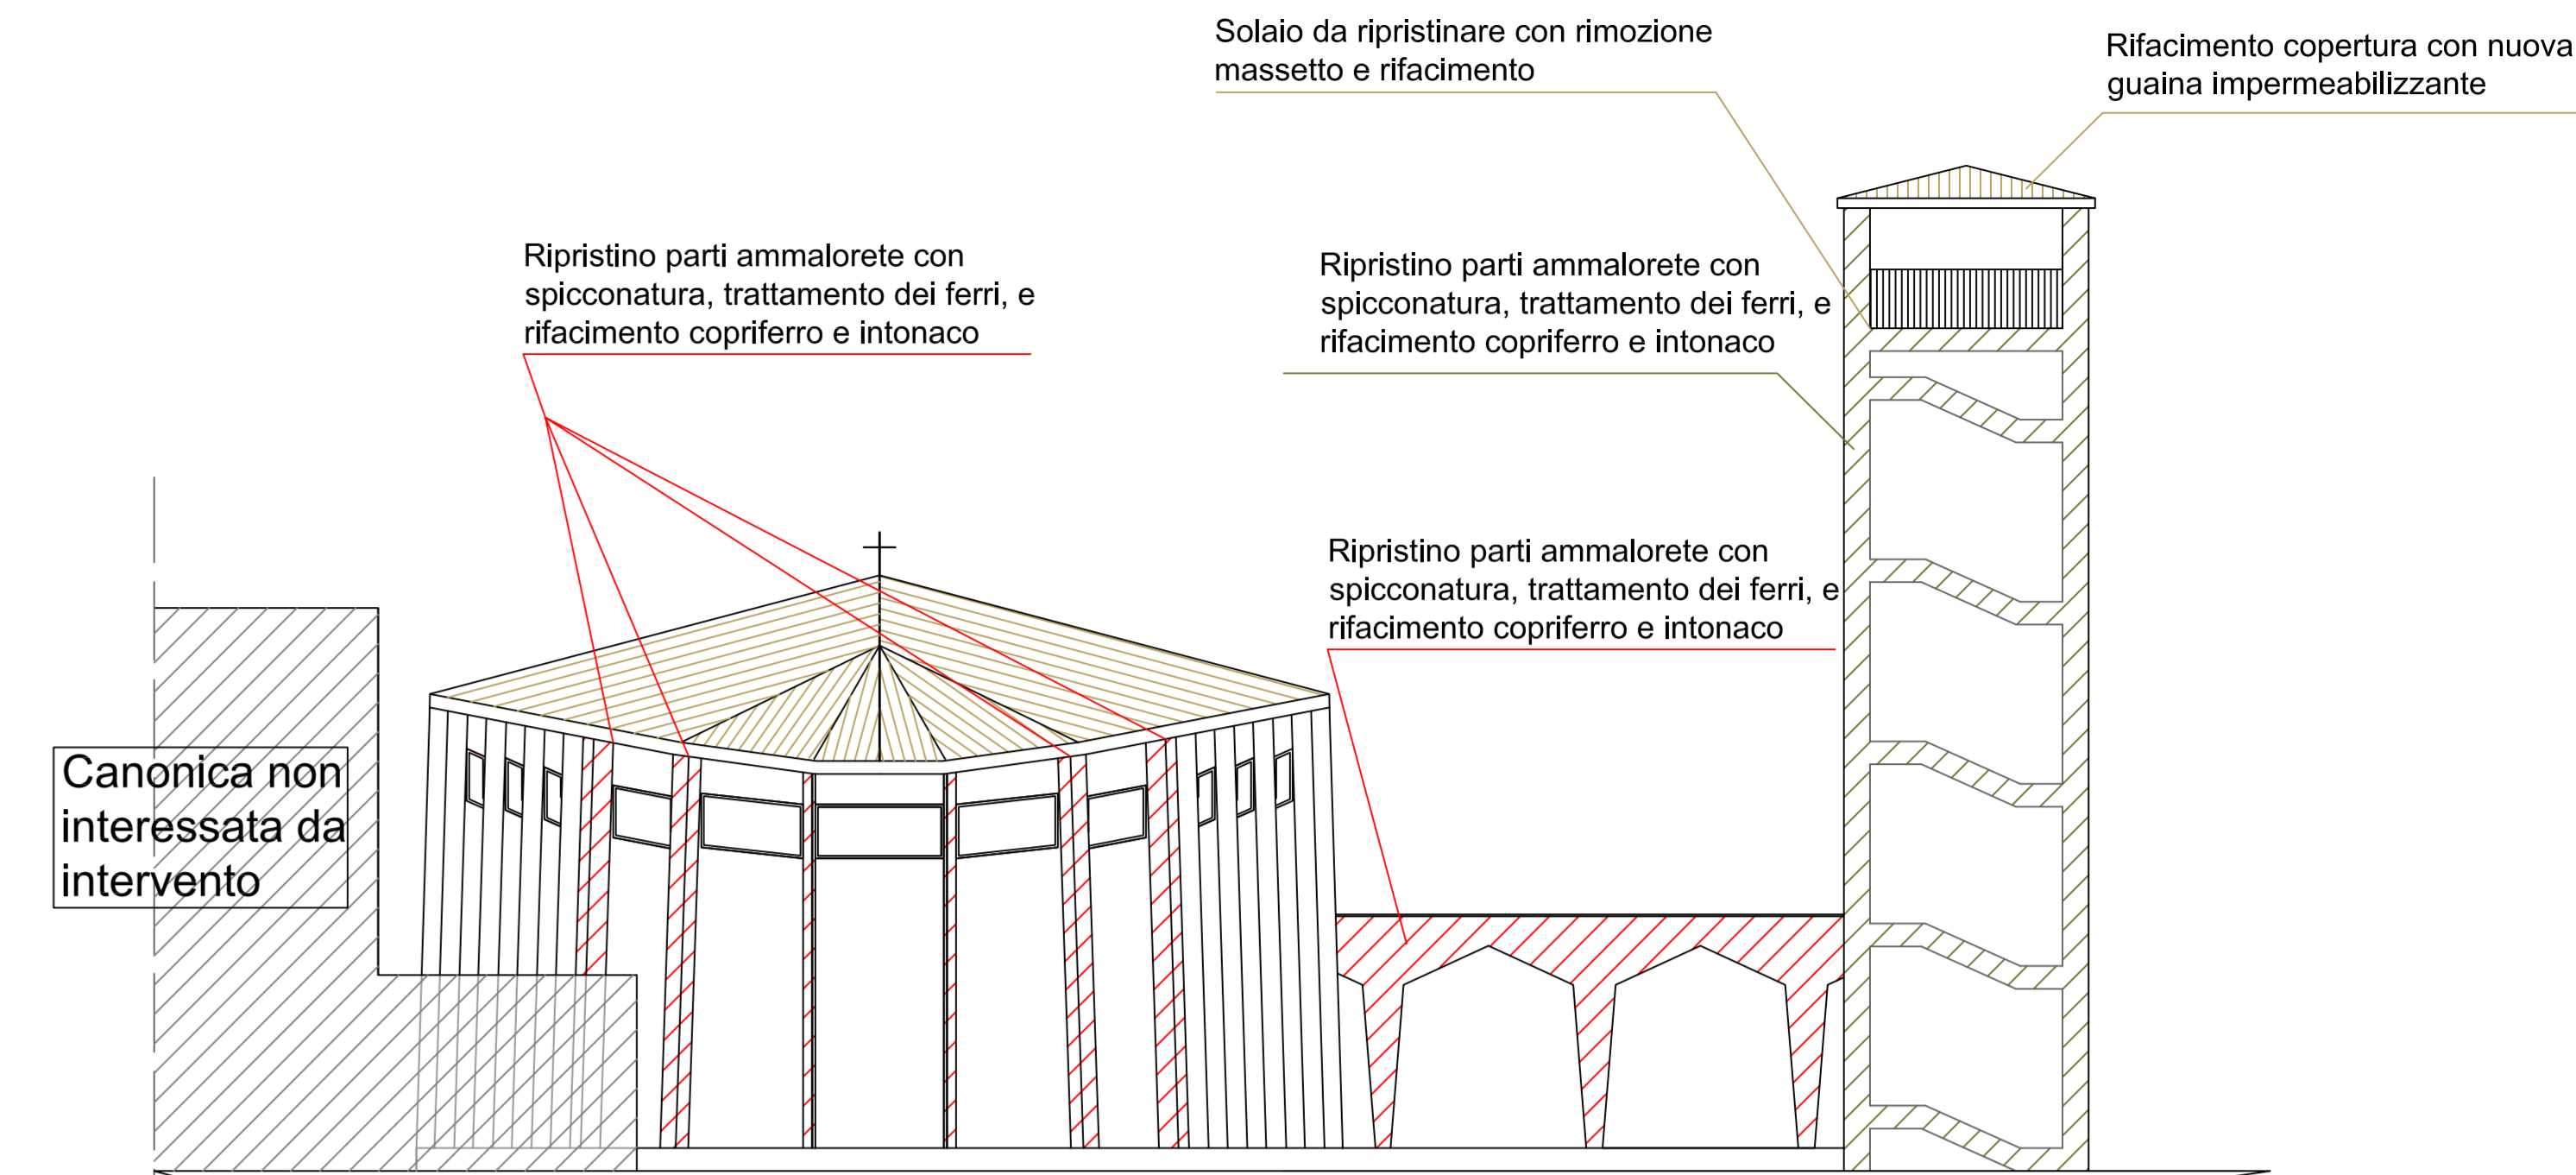 Solaio da ripristinare con rimozione
massetto e rifacimento
Rifacimento copertura con nuova
guaina impermeabilizzante
Ripristino parti ammalorete con
spicconatura, trattamento dei ferri, e
rifacimento copriferro e intonaco
Ripristino parti ammalorete con
spicconatura, trattamento dei ferri, e
rifacimento copriferro e intonaco
Ripristino parti ammalorete con
spicconatura, trattamento dei ferri, e
rifacimento copriferro e intonaco
Canonica non
interessata da
intervento